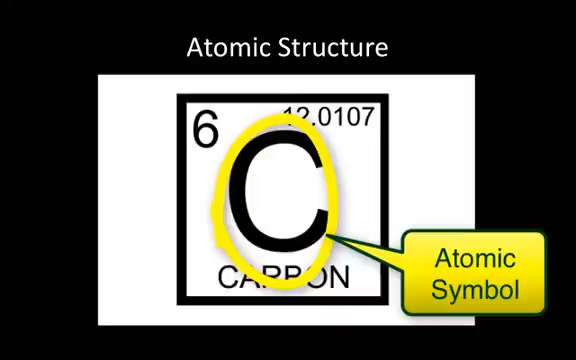 Atomic Structure
6
12.0107
C
CARBON
Atomic
Symbol